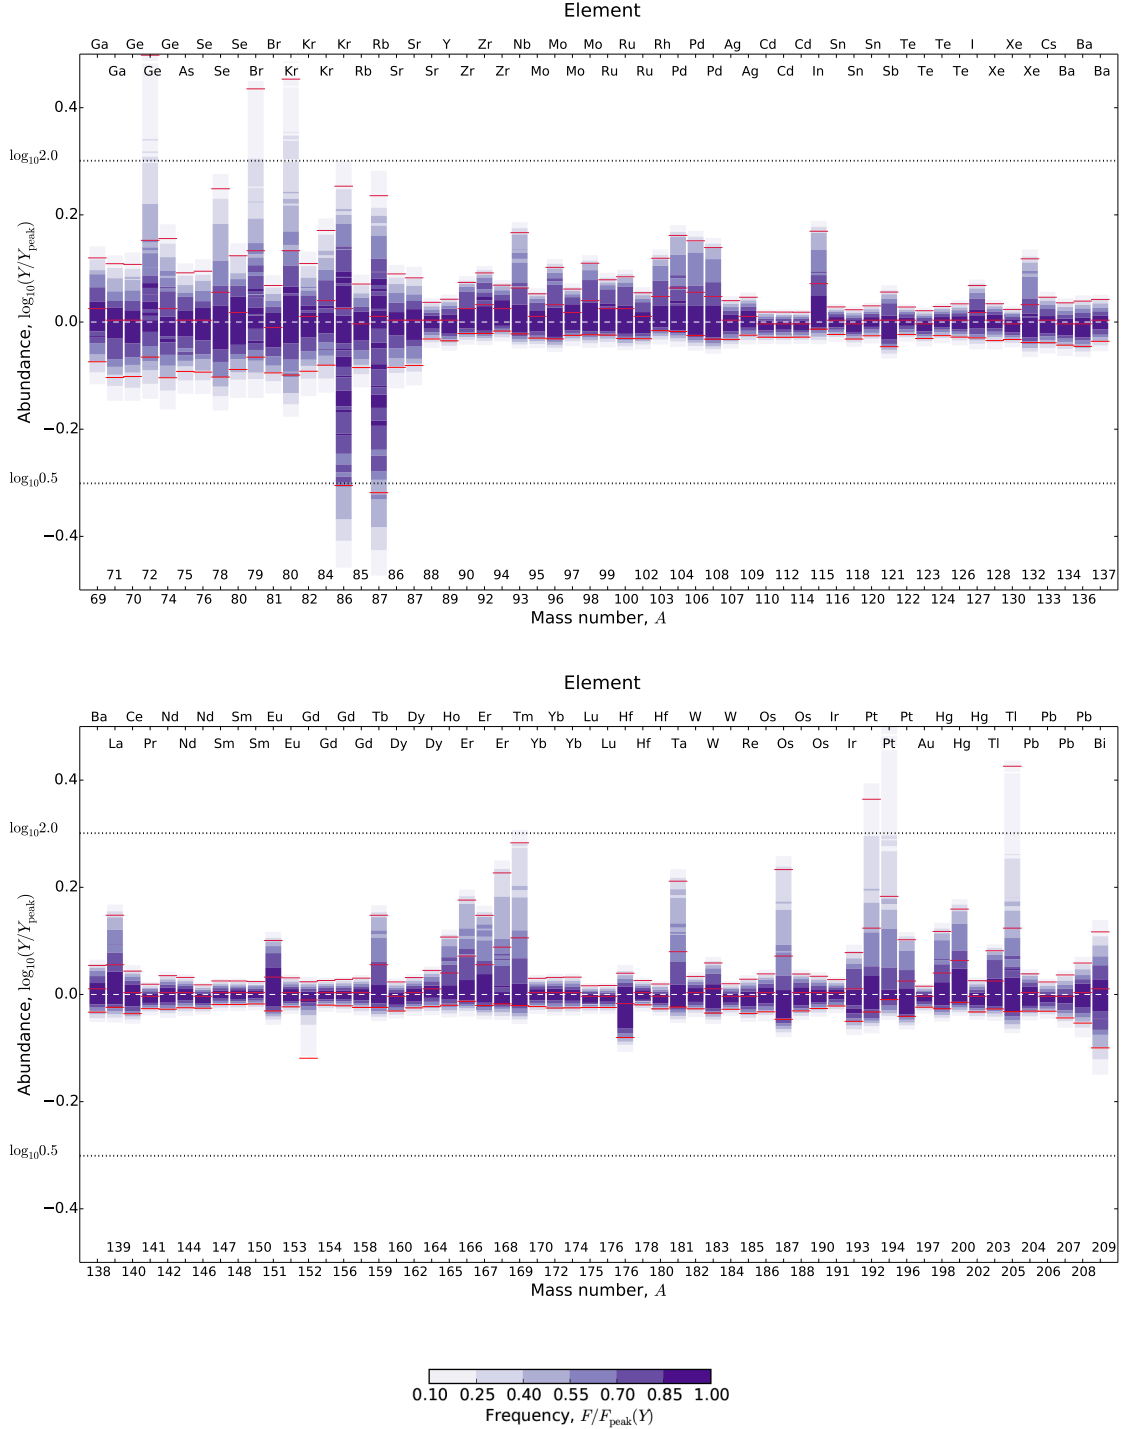 Element
Ga Ge Ge Se Se Br Kr Kr Rb Sr Y Zr Nb Mo Mo Ru Rh Pd Ag Cd Cd Sn Sn Te Te I Xe Cs Ba
Ga Ge As Se Br Kr Kr Rb Sr Sr Zr Zr Mo Mo Ru Ru Pd Pd Ag Cd In Sn Sb Te Te Xe Xe Ba Ba
0.4
log₁₀2.0
0.2
0.0
−0.2
log₁₀0.5
−0.4
Abundance, log₁₀(Y/Y_peak)
71 72 75 78 79 80 84 85 87 86 88 90 94 95 97 99 102 104 108 109 112 115 118 121 123 126 128 132 134 137
69 70 74 76 80 81 82 86 87 87 89 92 93 96 98 100 103 106 107 110 114 116 120 122 124 127 130 133 136
Mass number, A
Element
Ba Ce Nd Nd Sm Eu Gd Gd Tb Dy Ho Er Tm Yb Lu Hf Hf W W Os Os Ir Pt Pt Hg Hg Tl Pb Pb
La Pr Nd Sm Sm Eu Gd Gd Dy Dy Er Er Yb Yb Lu Hf Ta W Re Os Os Ir Pt Au Hg Tl Pb Pb Bi
0.4
log₁₀2.0
0.2
0.0
−0.2
log₁₀0.5
−0.4
Abundance, log₁₀(Y/Y_peak)
139 141 144 147 150 153 154 158 160 164 166 168 170 174 176 178 181 183 185 187 190 193 194 197 200 203 204 207 209
138 140 142 146 148 151 152 156 159 162 165 167 169 172 175 176 180 182 184 186 188 191 192 196 198 202 205 206 208
Mass number, A
0.10 0.25 0.40 0.55 0.70 0.85 1.00
Frequency, F/F_peak(Y)